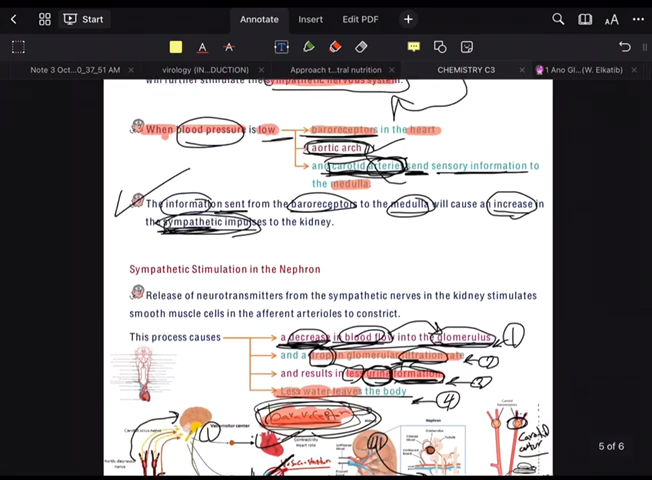 Start
Annotate
Insert
Edit PDF
Note 3 Oct...0_37_51 AM
virology (IN...DUCTION)
Approach t...tral nutrition
CHEMISTRY C3
1 Ano Gl...(W. Elkatib)
will further stimulate the sympathetic nervous system.
When blood pressure is low
baroreceptors in the heart
aortic arch
and carotid arteries send sensory information to
the medulla.
The information sent from the baroreceptors to the medulla will cause an increase in
the sympathetic impulses to the kidney.
Sympathetic Stimulation in the Nephron
Release of neurotransmitters from the sympathetic nerves in the kidney stimulates
smooth muscle cells in the afferent arterioles to constrict.
This process causes
a decrease in blood flow into the glomerulus 1
and a drop in glomerular filtration rate 2
and results in less urine formation 3
Less water leaves the body 4
Vasomotor center
1
Contractility
Heart rate
Nephron
5 of 6